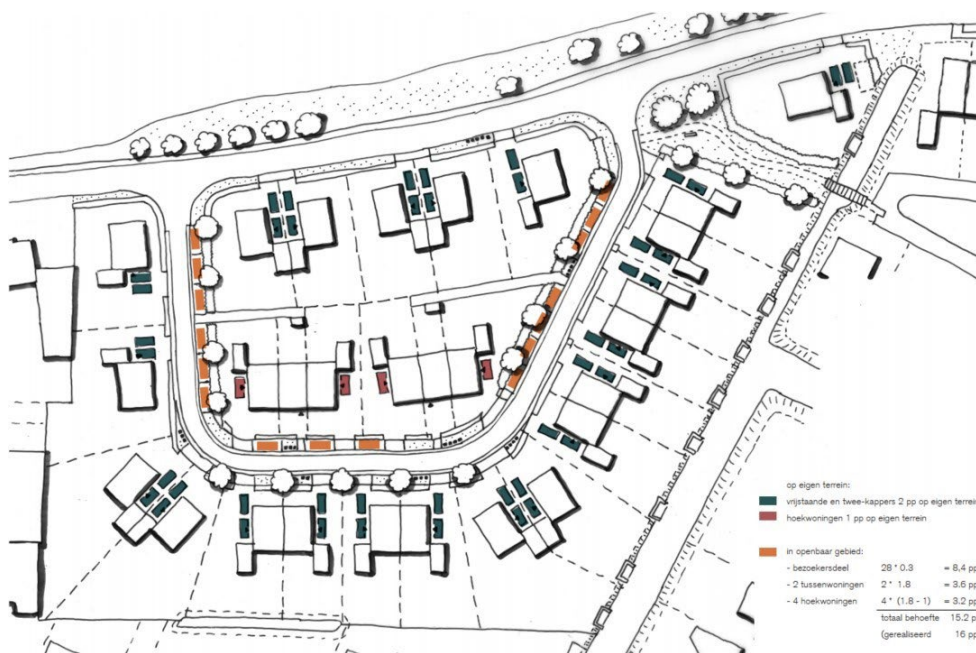 op eigen terrein:
vrijstaande en twee-kappers 2 pp op eigen terrein
hoekwoningen 1 pp op eigen terrein
in openbaar gebied:
- bezoekersdeel 28 * 0.3 = 8,4 pp
- 2 tussenwoningen 2 * 1.8 = 3.6 pp
- 4 hoekwoningen 4 * (1.8 - 1) = 3.2 pp
totaal behoefte 15.2 p
(gerealiseerd 16 pp